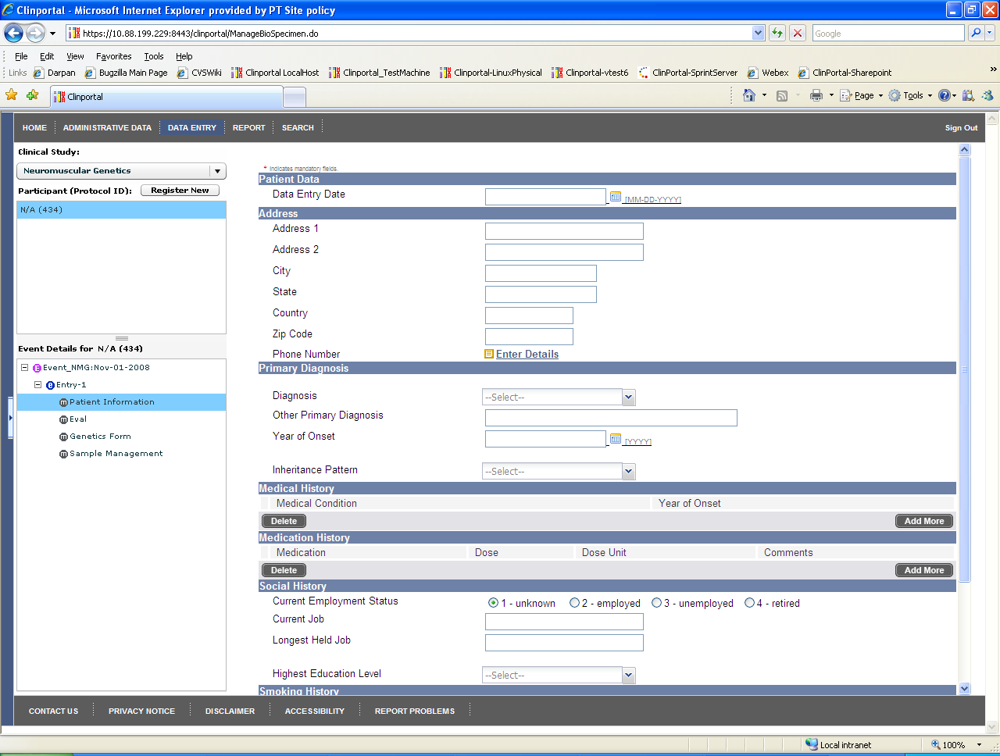 Clinportal - Microsoft Internet Explorer provided by PT Site policy
https://10.88.199.229:8443/clinportal/ManageBioSpecimen.do
Google
File Edit View Favorites Tools Help
Links Darpan Bugzilla Main Page CVSWiki Clinportal LocalHost Clinportal_TestMachine Clinportal-LinuxPhysical Clinportal-vtest6 ClinPortal-SprintServer Webex ClinPortal-Sharepoint »
Clinportal
Page Tools
HOME ADMINISTRATIVE DATA DATA ENTRY REPORT SEARCH Sign Out
Clinical Study:
Neuromuscular Genetics
Participant (Protocol ID): Register New
N/A (434)
Event Details for N/A (434)
Event_NMG:Nov-01-2008
Entry-1
Patient Information
Eval
Genetics Form
Sample Management
* Indicates mandatory fields.
Patient Data
Data Entry Date [MM-DD-YYYY]
Address
Address 1
Address 2
City
State
Country
Zip Code
Phone Number Enter Details
Primary Diagnosis
Diagnosis --Select--
Other Primary Diagnosis
Year of Onset [YYYY]
Inheritance Pattern --Select--
Medical History
Medical Condition Year of Onset
Delete Add More
Medication History
Medication Dose Dose Unit Comments
Delete Add More
Social History
Current Employment Status 1 - unknown 2 - employed 3 - unemployed 4 - retired
Current Job
Longest Held Job
Highest Education Level --Select--
Smoking History
CONTACT US PRIVACY NOTICE DISCLAIMER ACCESSIBILITY REPORT PROBLEMS
Local intranet 100%